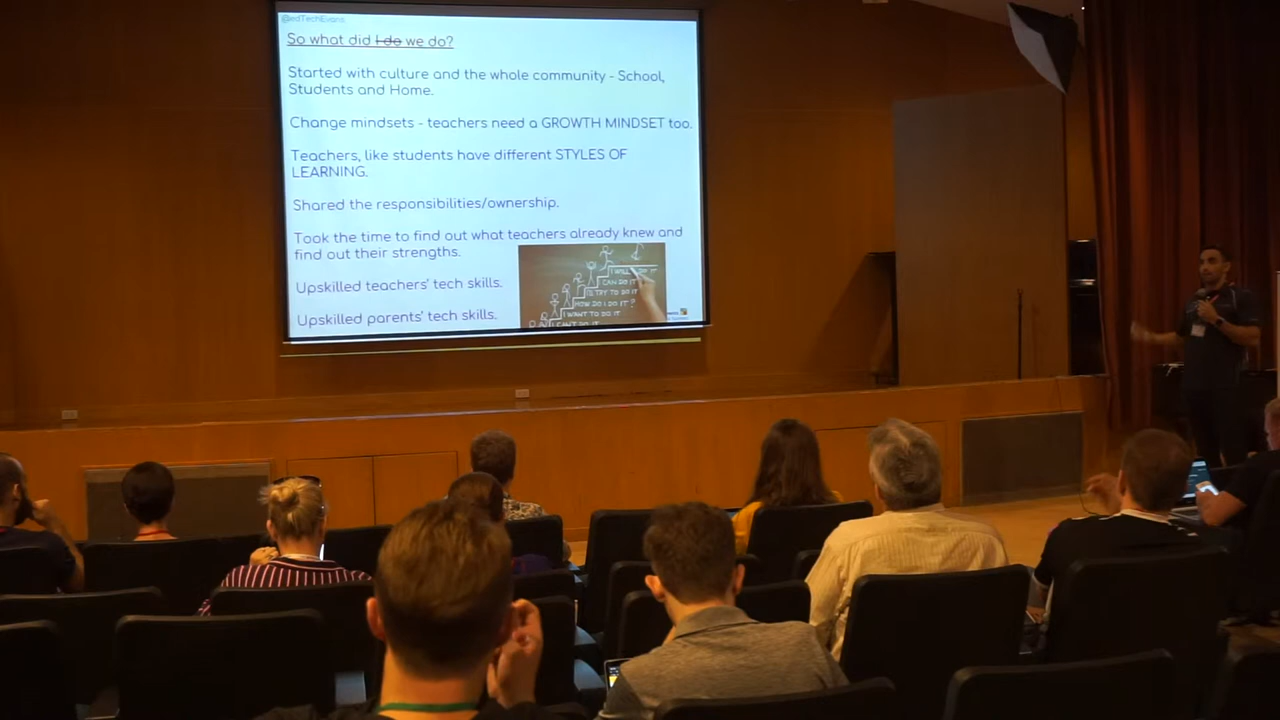 @edTechEvans
So what did I do we do?
Started with culture and the whole community - School,
Students and Home.
Change mindsets - teachers need a GROWTH MINDSET too.
Teachers, like students have different STYLES OF
LEARNING.
Shared the responsibilities/ownership.
Took the time to find out what teachers already knew and
find out their strengths.
Upskilled teachers' tech skills.
Upskilled parents' tech skills.
I WILL DO IT
CAN DO IT
TRY TO DO IT
HOW DO I DO IT?
I WANT TO DO IT
I CAN'T DO IT